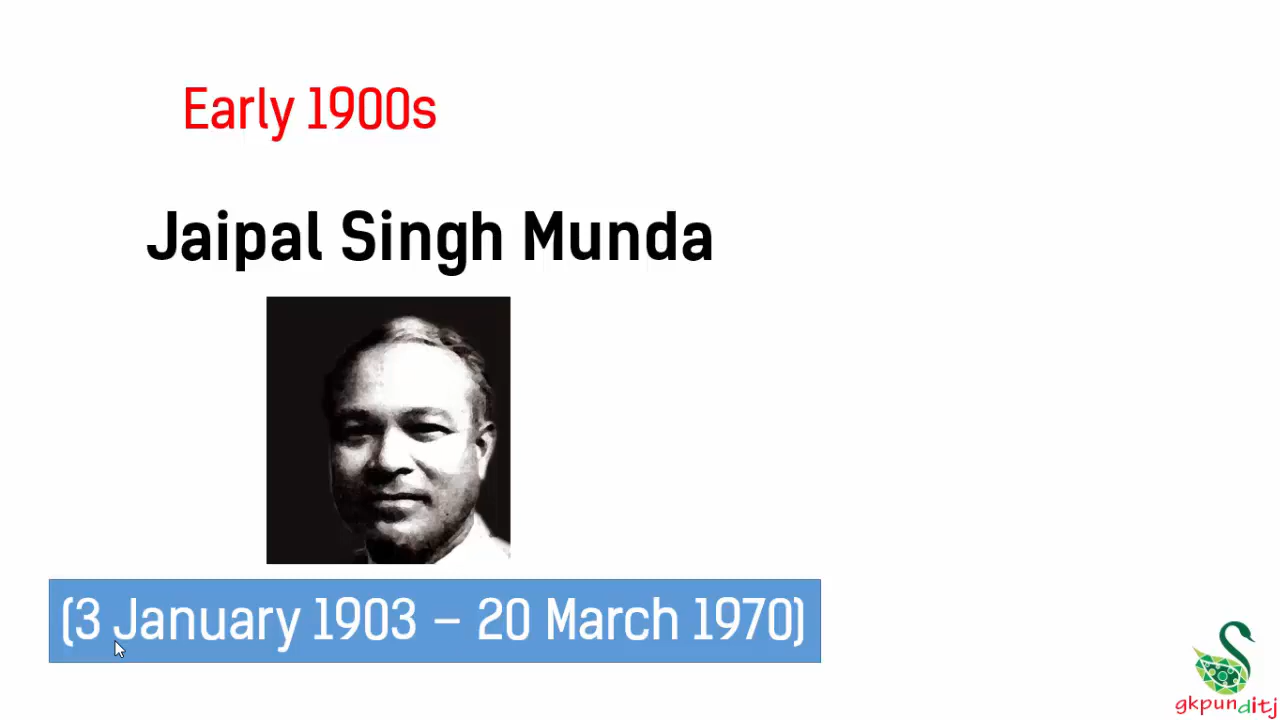 Early 1900s
Jaipal Singh Munda
(3 January 1903 – 20 March 1970)
gkpunditj